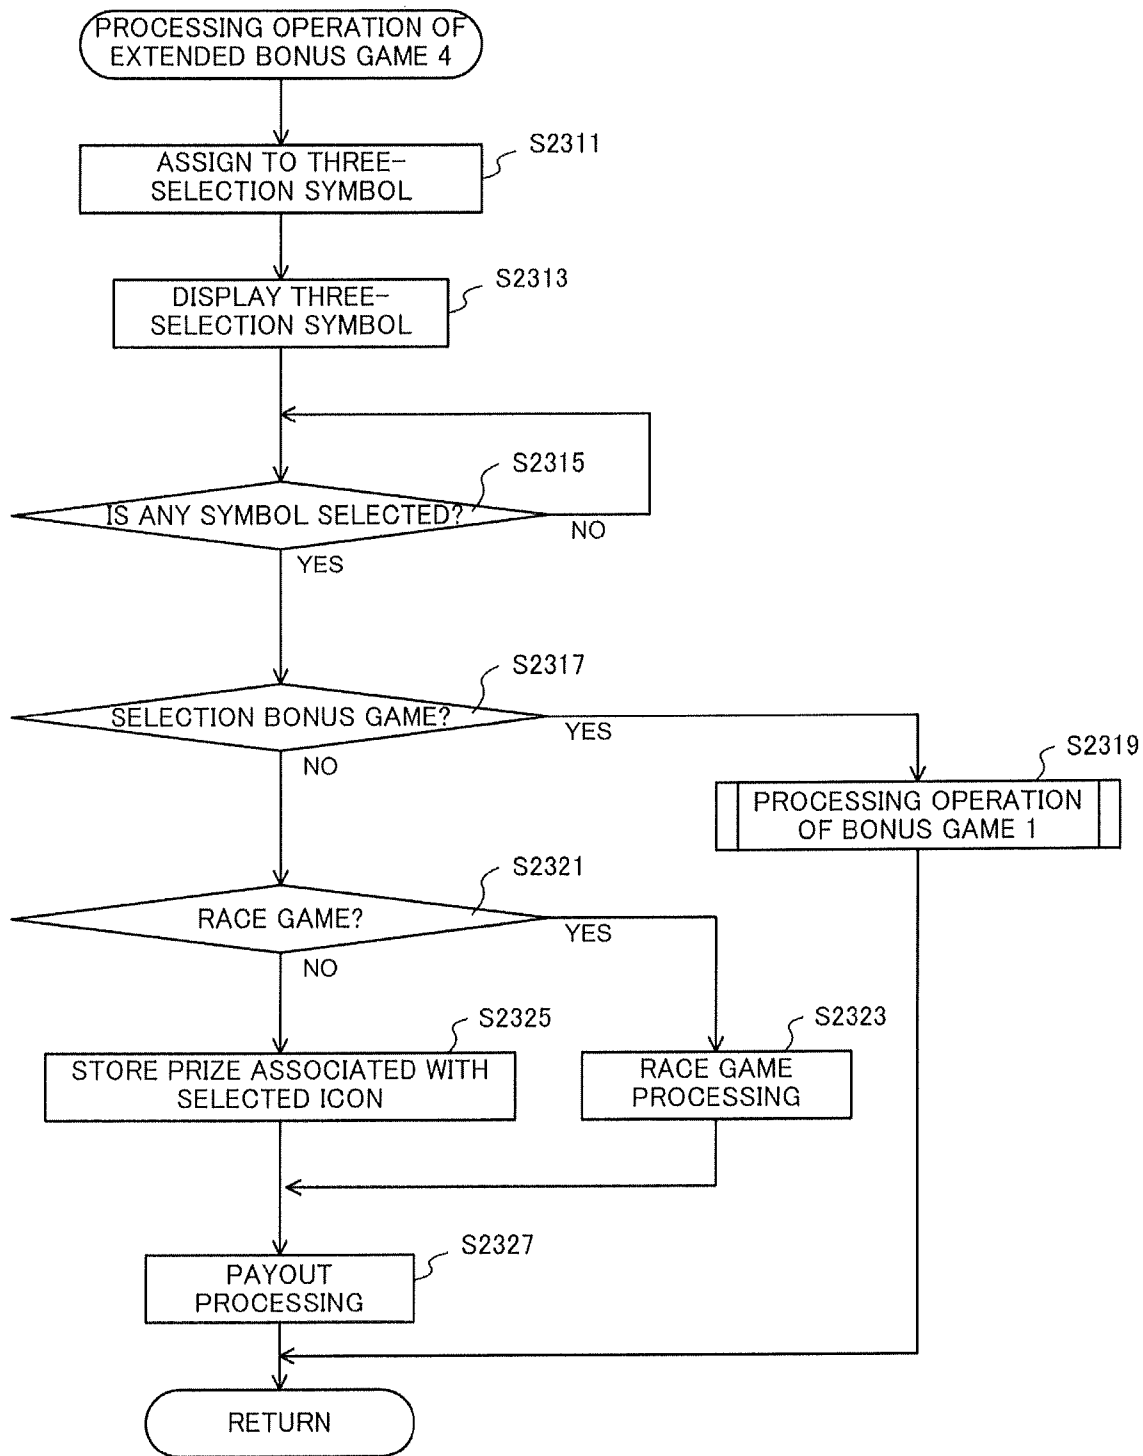 PROCESSING OPERATION OF
EXTENDED BONUS GAME 4
S2311
ASSIGN TO THREE-
SELECTION SYMBOL
S2313
DISPLAY THREE-
SELECTION SYMBOL
S2315
IS ANY SYMBOL SELECTED?
NO
YES
S2317
SELECTION BONUS GAME?
YES
NO
S2319
PROCESSING OPERATION
OF BONUS GAME 1
S2321
RACE GAME?
YES
NO
S2325
STORE PRIZE ASSOCIATED WITH
SELECTED ICON
S2323
RACE GAME
PROCESSING
S2327
PAYOUT
PROCESSING
RETURN